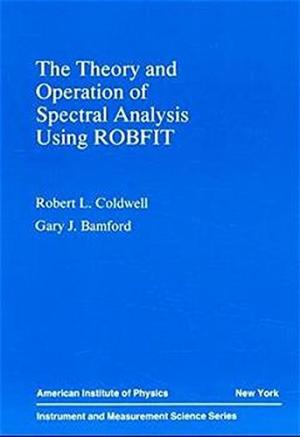 The Theory and
Operation of
Spectral Analysis
Using ROBFIT
Robert L. Coldwell
Gary J. Bamford
American Institute of Physics New York
Instrument and Measurement Science Series